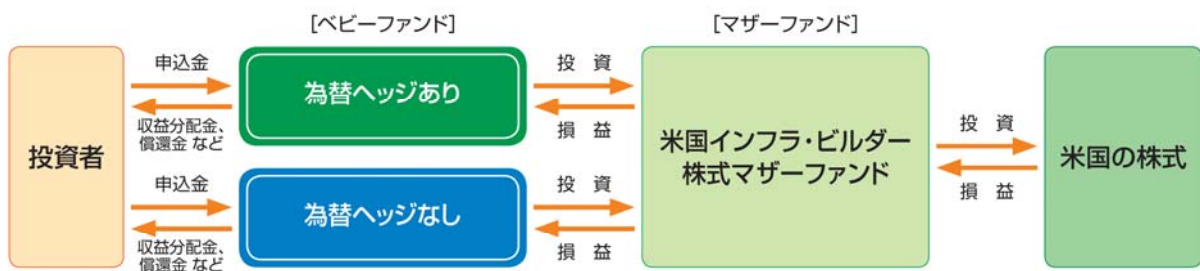 [ベビーファンド]
[マザーファンド]
投資者
申込金
収益分配金、
償還金 など
為替ヘッジあり
投 資
損 益
申込金
収益分配金、
償還金 など
為替ヘッジなし
投 資
損 益
米国インフラ・ビルダー
株式マザーファンド
投 資
損 益
米国の株式